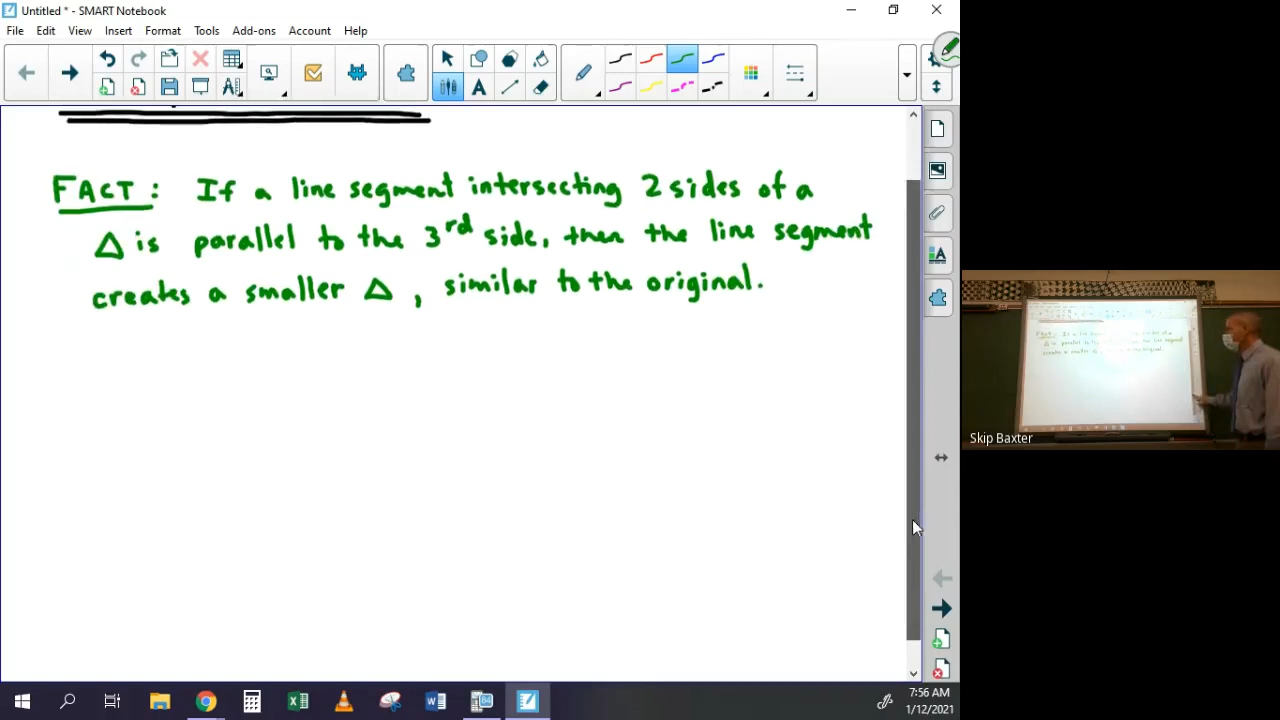 Untitled * - SMART Notebook
File Edit View Insert Format Tools Add-ons Account Help
FACT: If a line segment intersecting 2 sides of a
Δ is parallel to the 3rd side, then the line segment
creates a smaller Δ, similar to the original.
Skip Baxter
7:56 AM
1/12/2021